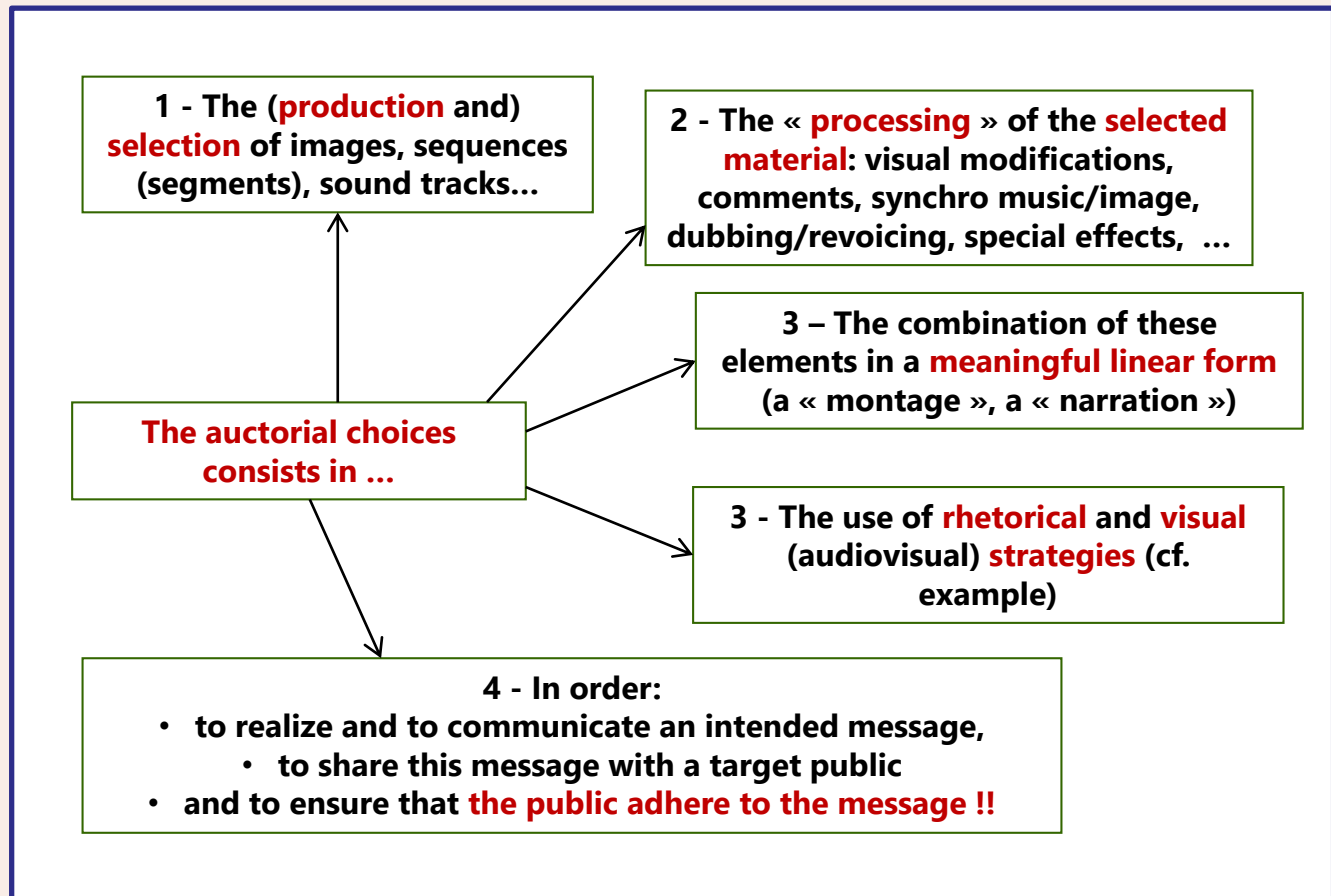 1 - The (production and)
selection of images, sequences
(segments), sound tracks…
2 - The « processing » of the selected
material: visual modifications,
comments, synchro music/image,
dubbing/revoicing, special effects,  …
3 – The combination of these
elements in a meaningful linear form
(a « montage », a « narration »)
The auctorial choices
consists in …
3 - The use of rhetorical and visual
(audiovisual) strategies (cf.
example)
4 - In order:
• to realize and to communicate an intended message,
• to share this message with a target public
• and to ensure that the public adhere to the message !!